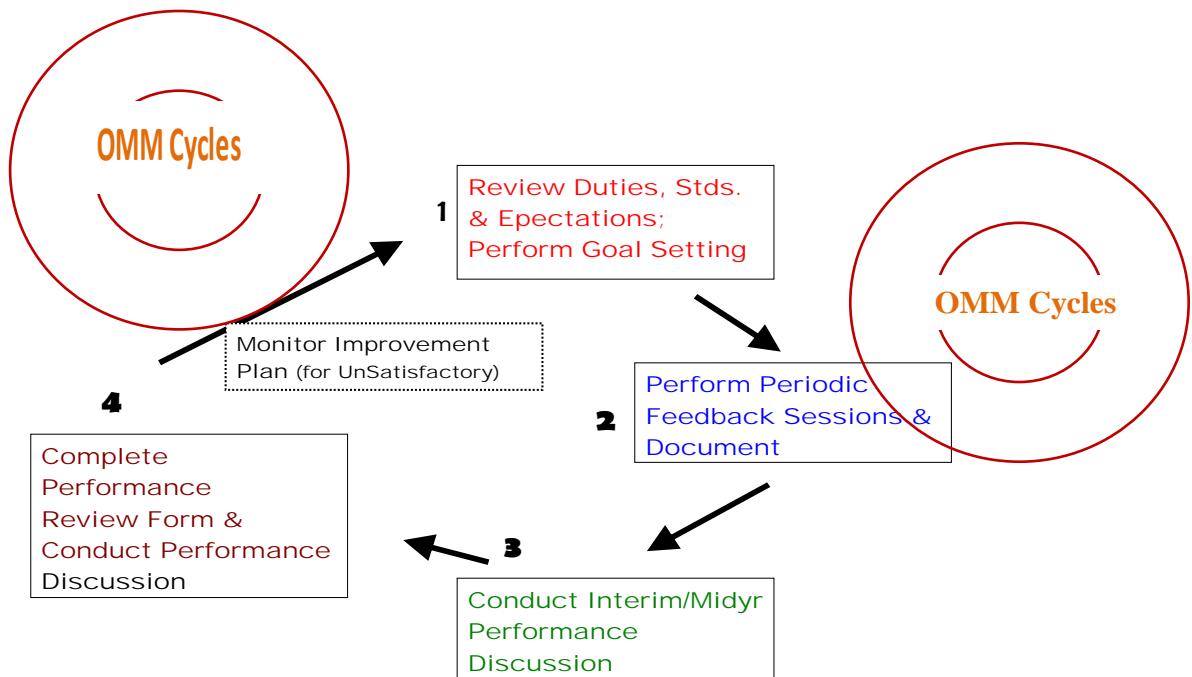 OMM Cycles
1
Review Duties, Stds.
& Epectations;
Perform Goal Setting
OMM Cycles
Monitor Improvement
Plan (for UnSatisfactory)
2
Perform Periodic
Feedback Sessions &
Document
4
Complete
Performance
Review Form &
Conduct Performance
Discussion
3
Conduct Interim/Midyr
Performance
Discussion